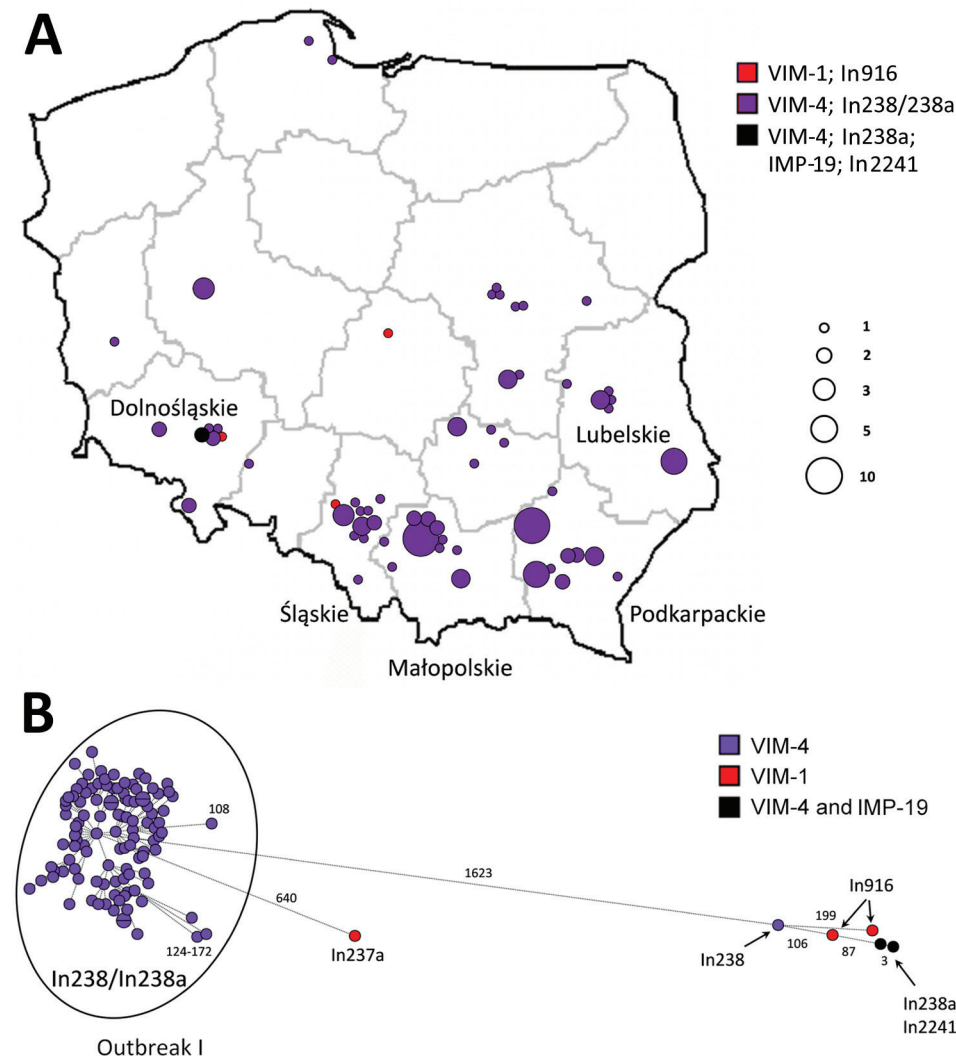 A
VIM-1; In916
VIM-4; In238/238a
VIM-4; In238a;
IMP-19; In2241
1
2
3
5
10
Dolnośląskie
Lubelskie
Śląskie
Podkarpackie
Małopolskie
B
VIM-4
VIM-1
VIM-4 and IMP-19
108
1623
640
In916
199
106
87
3
In238
In237a
124-172
In238/In238a
In238a
In2241
Outbreak I